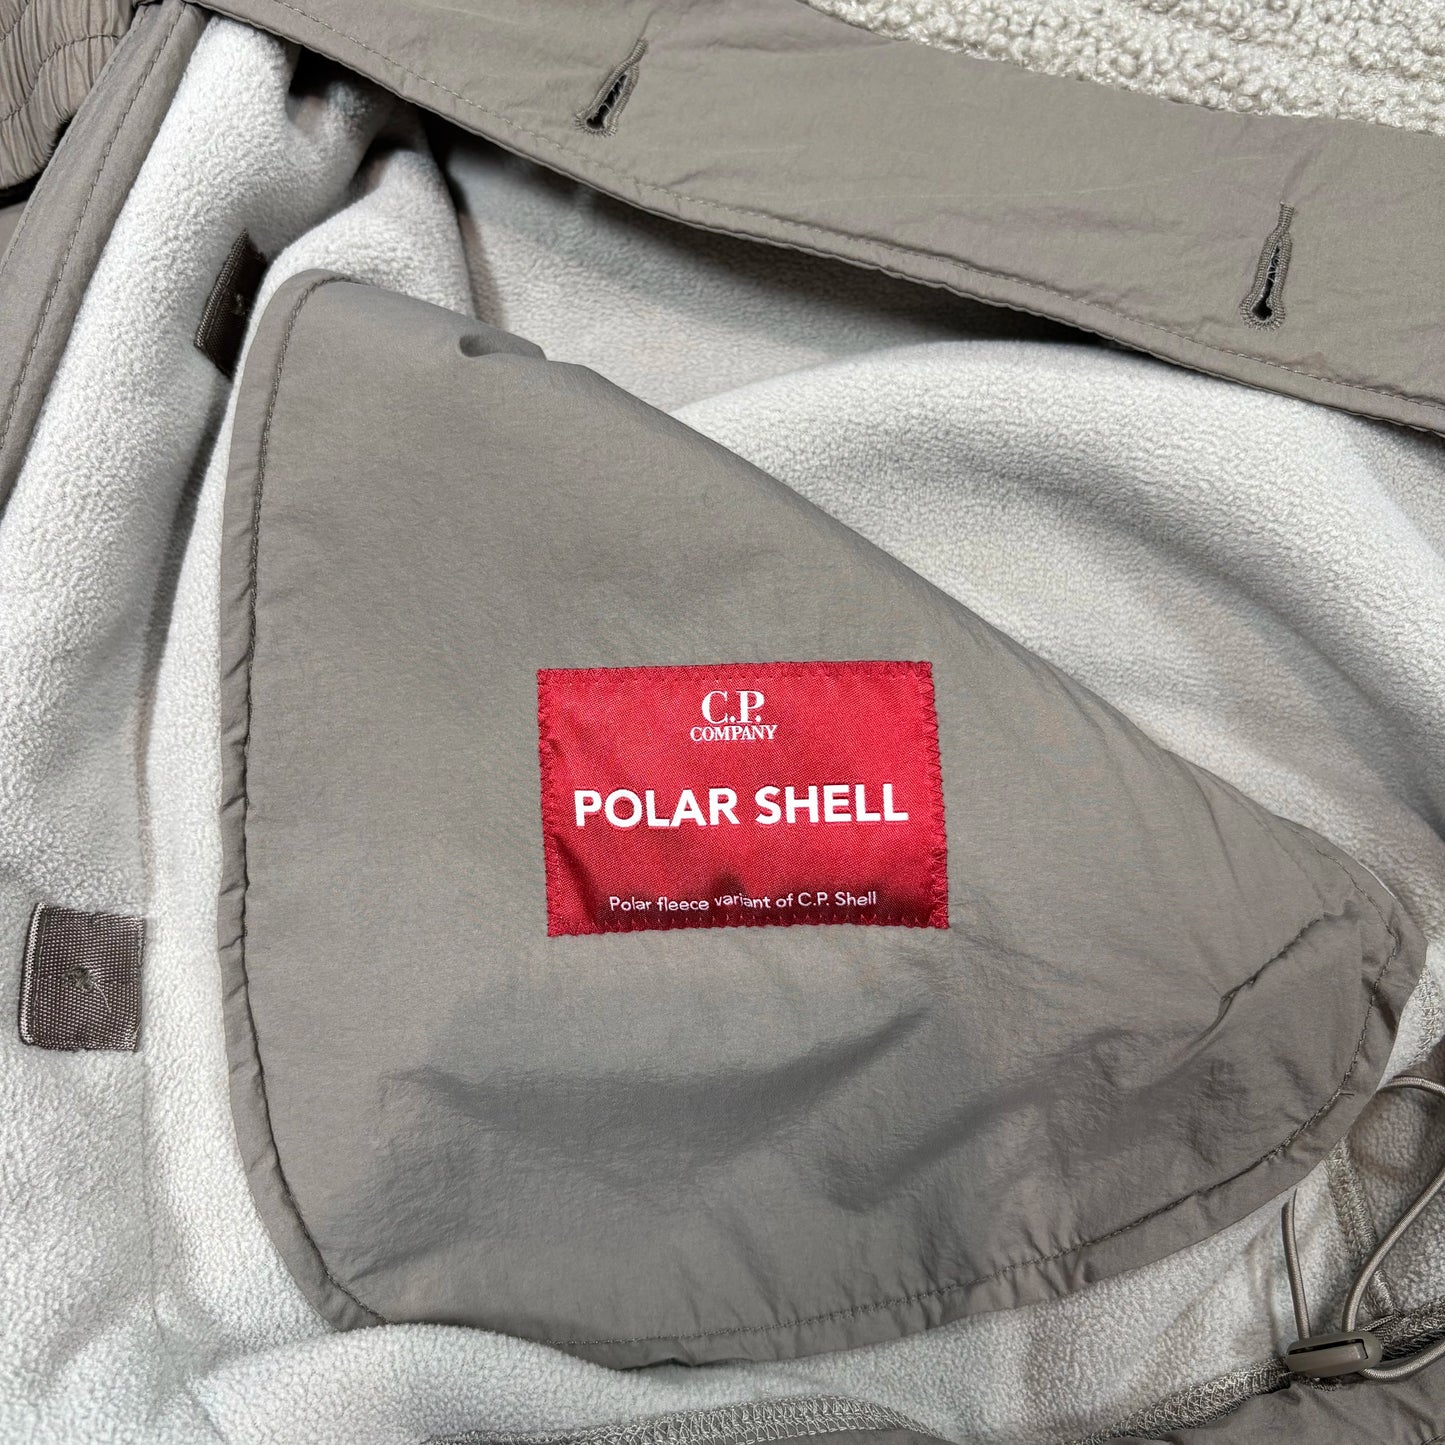 C.P.
COMPANY
POLAR SHELL
Polar fleece variant of C.P. Shell